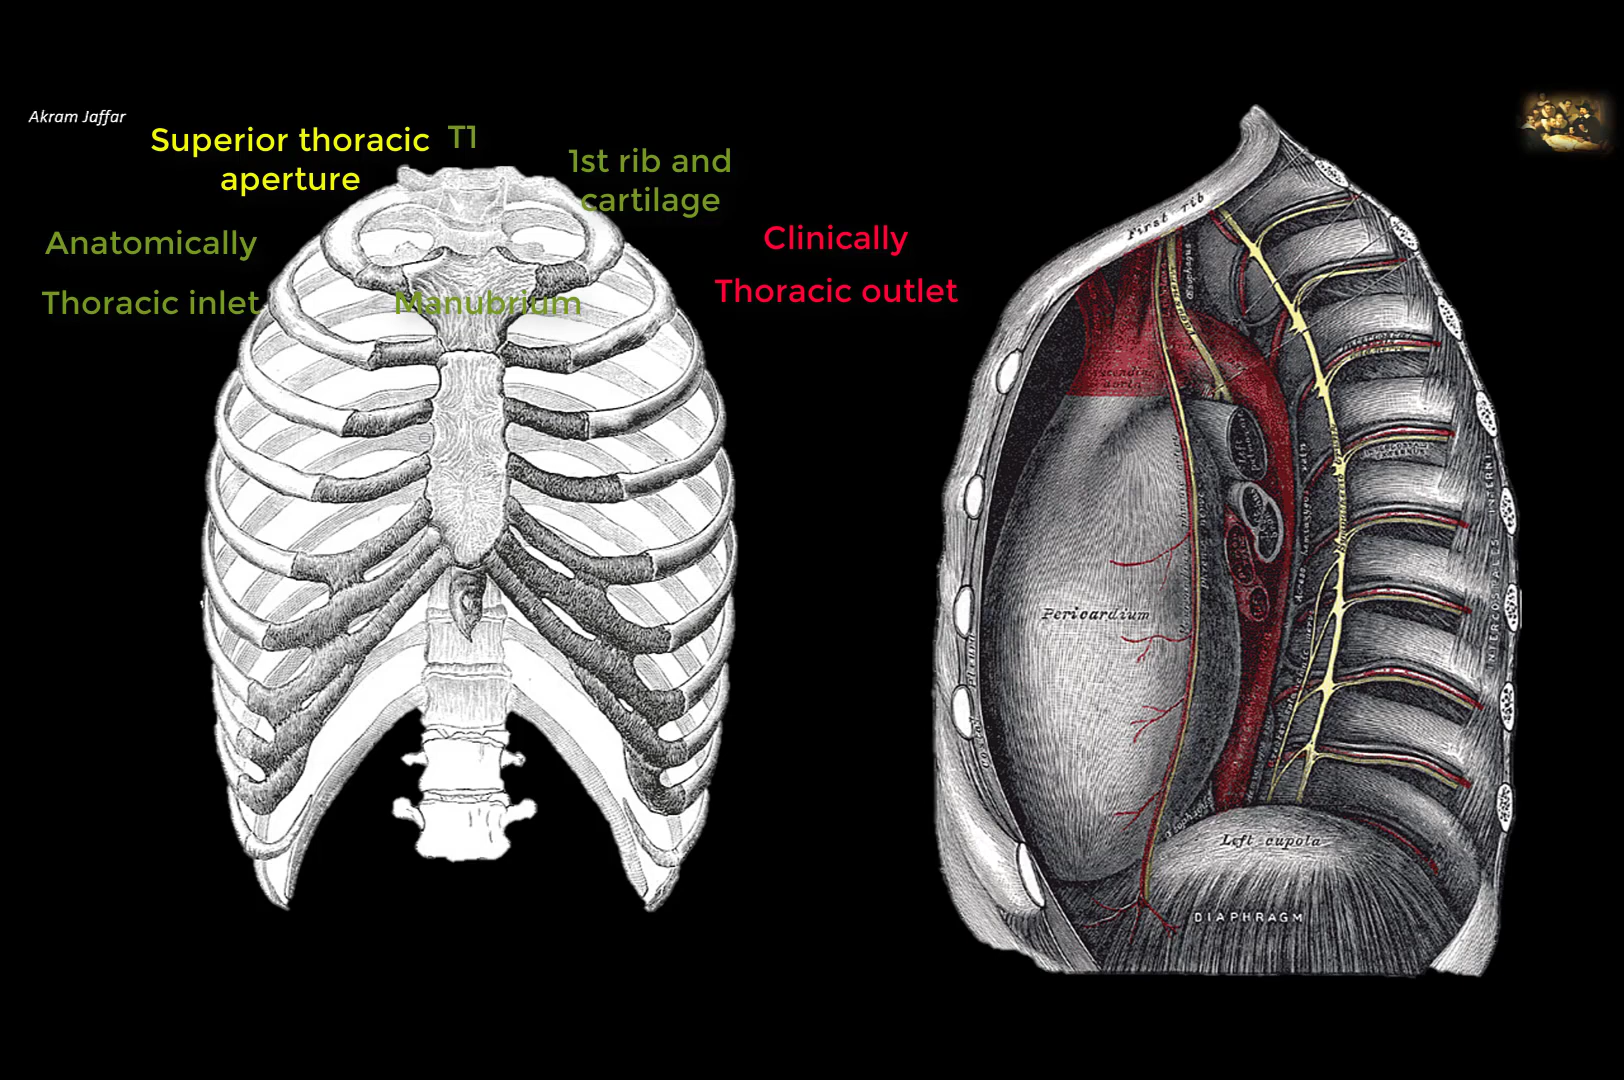 Akram Jaffar
Superior thoracic
aperture
T1
1st rib and
cartilage
Anatomically
Thoracic inlet
Manubrium
Clinically
Thoracic outlet
First rib
Pericardium
Left cupola
DIAPHRAGM